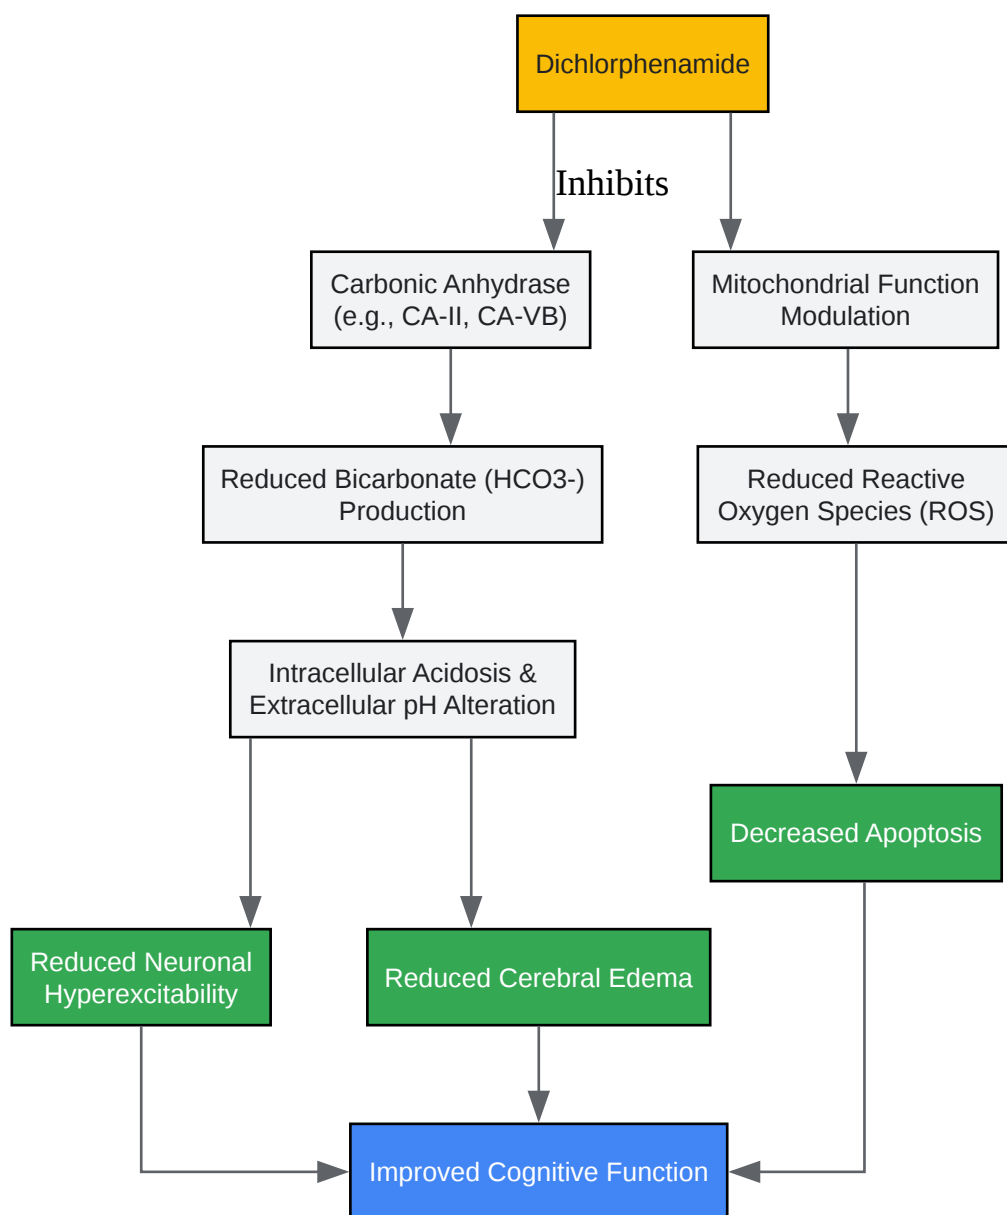 Dichlorphenamide
Inhibits
Carbonic Anhydrase
(e.g., CA-II, CA-VB)
Mitochondrial Function
Modulation
Reduced Bicarbonate (HCO3-)
Production
Reduced Reactive
Oxygen Species (ROS)
Intracellular Acidosis &
Extracellular pH Alteration
Decreased Apoptosis
Reduced Neuronal
Hyperexcitability
Reduced Cerebral Edema
Improved Cognitive Function